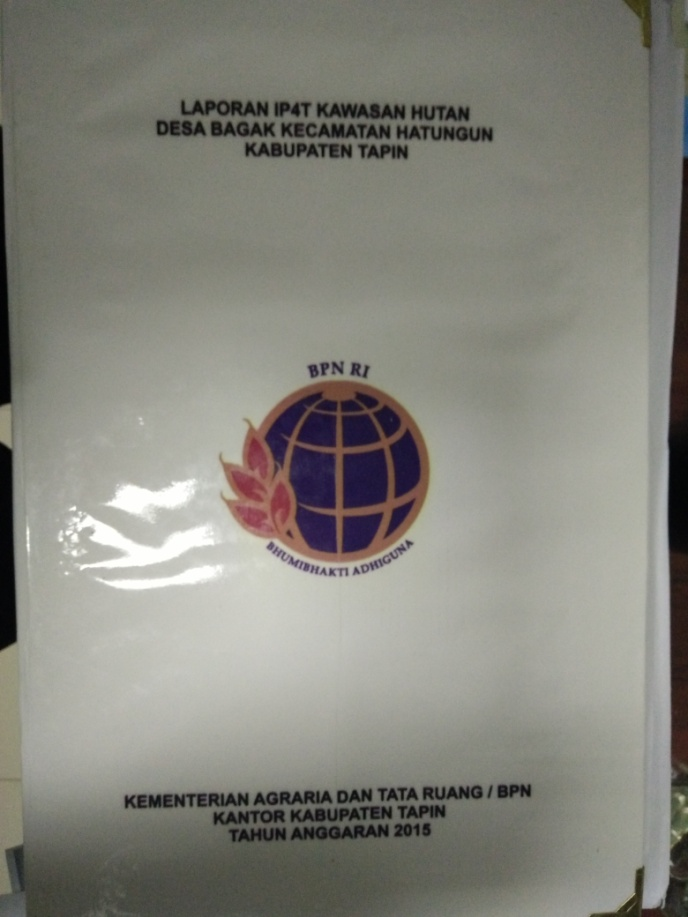 LAPORAN IP4T KAWASAN HUTAN
DESA BAGAK KECAMATAN HATUNGUN
KABUPATEN TAPIN
BPN RI
BHUMIBHAKTI ADHIGUNA
KEMENTERIAN AGRARIA DAN TATA RUANG / BPN
KANTOR KABUPATEN TAPIN
TAHUN ANGGARAN 2015